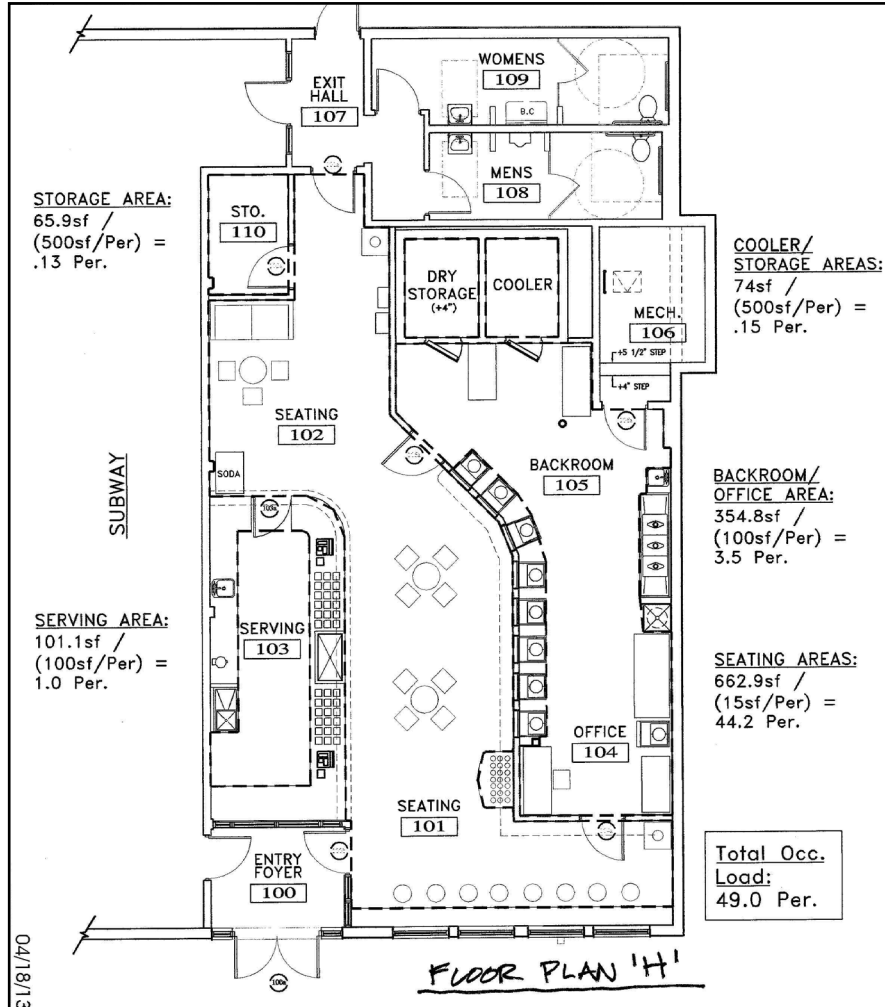 WOMENS
109
EXIT
HALL
107
B.C
MENS
108
STORAGE AREA:
65.9sf /
(500sf/Per) =
.13 Per.
STO.
110
DRY
STORAGE
(+4")
COOLER
MECH.
106
+5 1/2" STEP
+4" STEP
COOLER/
STORAGE AREAS:
74sf /
(500sf/Per) =
.15 Per.
SEATING
102
SODA
SUBWAY
BACKROOM
105
BACKROOM/
OFFICE AREA:
354.8sf /
(100sf/Per) =
3.5 Per.
SERVING AREA:
101.1sf /
(100sf/Per) =
1.0 Per.
SERVING
103
SEATING AREAS:
662.9sf /
(15sf/Per) =
44.2 Per.
OFFICE
104
SEATING
101
ENTRY
FOYER
100
Total Occ.
Load:
49.0 Per.
04/18/13
FLOOR PLAN 'H'